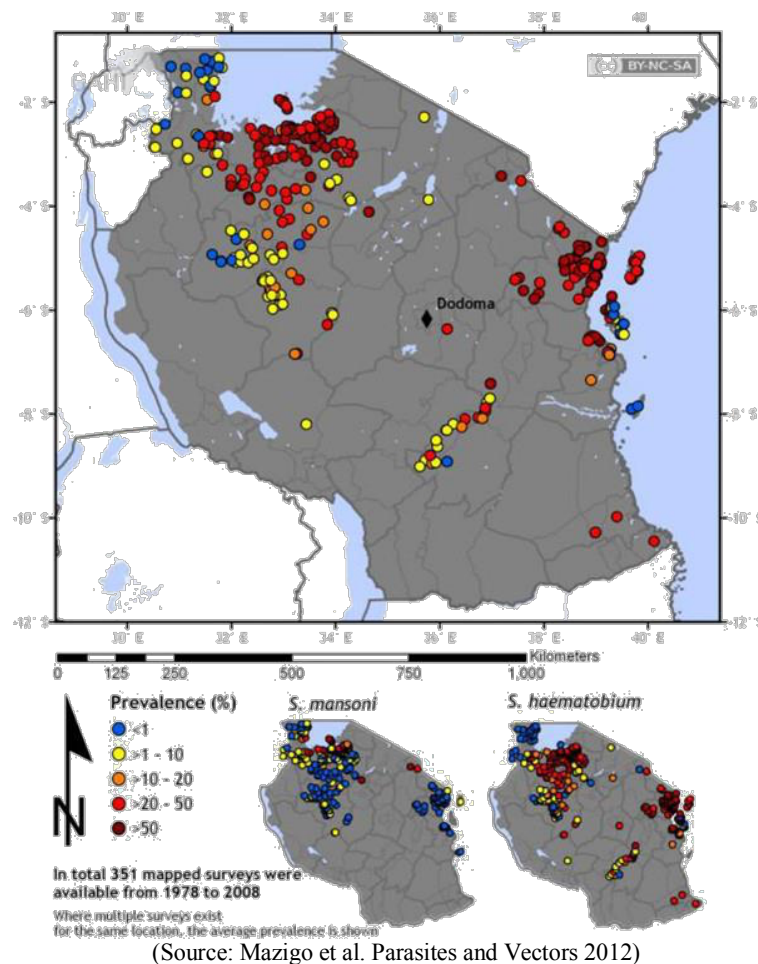 30° E 32° E 34° E 36° E 38° E 40° E
BY-NC-SA
-2° S
-4° S
-6° S
-8° S
-10° S
-12° S
Dodoma
30° E 32° E 34° E 36° E 38° E 40° E
0 125 250 500 750 1,000 Kilometers
N
Prevalence (%)
<1
>1 - 10
>10 - 20
>20 - 50
>50
S. mansoni
S. haematobium
In total 351 mapped surveys were
available from 1978 to 2008
Where multiple surveys exist
for the same location, the average prevalence is shown
(Source: Mazigo et al. Parasites and Vectors 2012)